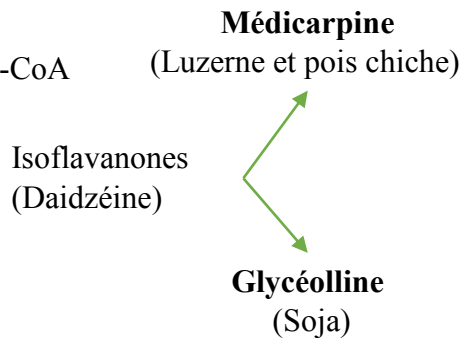 Médicarpine
(Luzerne et pois chiche)
-CoA
Isoflavanones
(Daidzéine)
Glycéolline
(Soja)